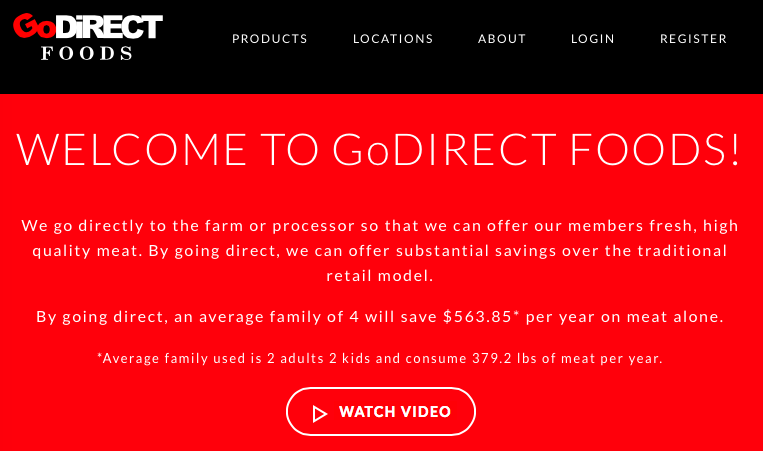 GoDIRECT
FOODS
PRODUCTS
LOCATIONS
ABOUT
LOGIN
REGISTER
WELCOME TO GoDIRECT FOODS!
We go directly to the farm or processor so that we can offer our members fresh, high
quality meat. By going direct, we can offer substantial savings over the traditional
retail model.
By going direct, an average family of 4 will save $563.85* per year on meat alone.
*Average family used is 2 adults 2 kids and consume 379.2 lbs of meat per year.
WATCH VIDEO